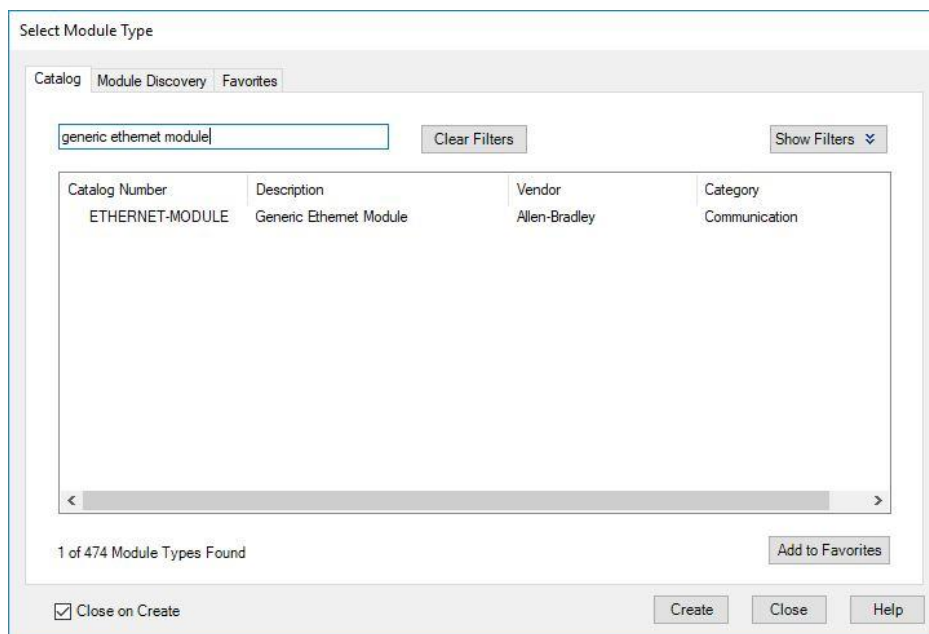 Select Module Type
Catalog Module Discovery Favorites
generic ethernet module
Clear Filters
Show Filters
Catalog Number Description Vendor Category
ETHERNET-MODULE Generic Ethernet Module Allen-Bradley Communication
1 of 474 Module Types Found
Add to Favorites
Close on Create
Create Close Help